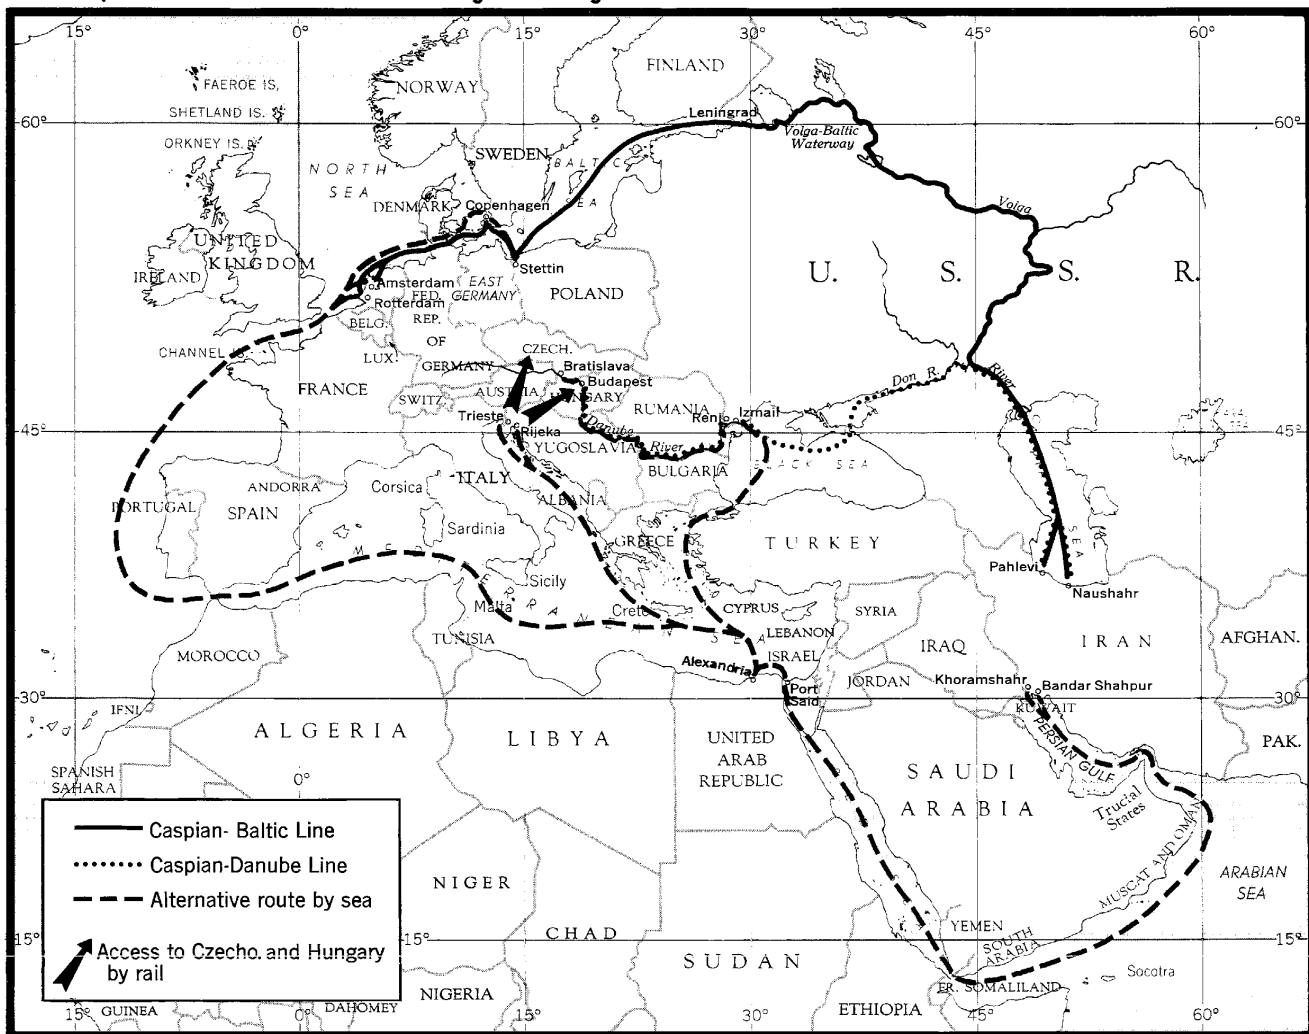 15° 0° 15° 30° 45° 60°
FINLAND
NORWAY
FAEROE IS.
SHETLAND IS.
ORKNEY IS.
60° Leningrad 60°
Volga-Baltic
Waterway
SWEDEN
BALTIC
SEA
NORTH
SEA
DENMARK
Copenhagen
Volga
UNITED
KINGDOM
IRELAND
Stettin
U. S. S. R.
Amsterdam
Rotterdam
FED.
REP.
OF
GERMANY
EAST
GERMANY
POLAND
BELG.
LUX.
CHANNEL IS.
CZECH.
Bratislava
Budapest
FRANCE
SWITZ.
AUSTRIA
HUNGARY
RUMANIA
Don R.
River
Trieste
Rijeka
Reni
Izmail
Danube
River
45° 45°
YUGOSLAVIA
BULGARIA
BLACK SEA
ITALY
ANDORRA
Corsica
PORTUGAL
SPAIN
ALBANIA
Sardinia
GREECE
TURKEY
SEA
Pahlevi
Naushahr
MEDITERRANEAN SEA
Sicily
Malta
Crete
CYPRUS
SYRIA
LEBANON
ISRAEL
IRAQ
IRAN
AFGHAN.
TUNISIA
MOROCCO
Alexandria
Port
Said
JORDAN
Khoramshahr
Bandar Shahpur
KUWAIT
30° 30°
IFNI
PERSIAN GULF
PAK.
ALGERIA
LIBYA
UNITED
ARAB
REPUBLIC
SAUDI
ARABIA
Trucial
States
SPANISH
SAHARA
0°
MUSCAT AND OMAN
ARABIAN
SEA
Caspian- Baltic Line
Caspian-Danube Line
Alternative route by sea
Access to Czecho. and Hungary
by rail
NIGER
CHAD
SUDAN
YEMEN
SOUTH
ARABIA
15° 15°
Socotra
FR. SOMALILAND
NIGERIA
ETHIOPIA
GUINEA
DAHOMEY
15° 0° 15° 30° 45° 60°